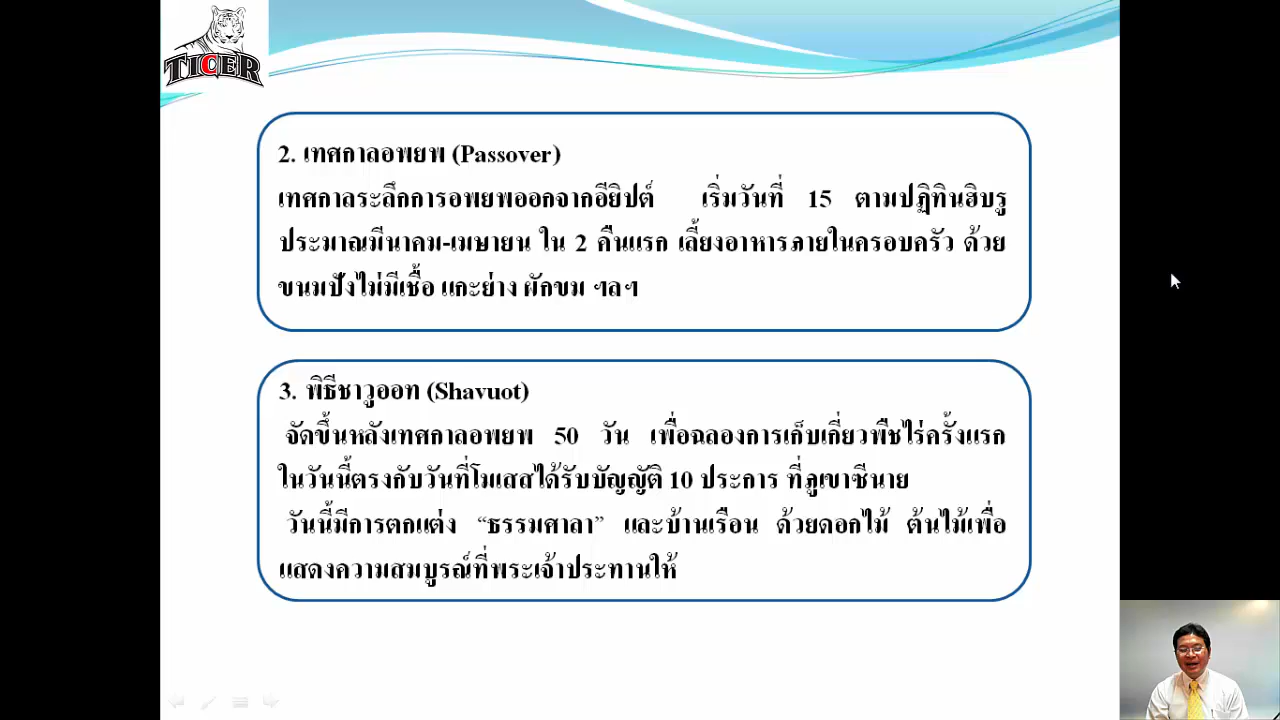 TICER
2. เทศกาลอพยพ (Passover)
เทศกาลระลึกการอพยพออกจากอียิปต์ เริ่มวันที่ 15 ตามปฏิทินฮิบรู
ประมาณมีนาคม-เมษายน ใน 2 คืนแรก เลี้ยงอาหารภายในครอบครัว ด้วย
ขนมปังไม่มีเชื้อ แกะย่าง ผักขม ฯลฯ
3. พิธีชาวูออท (Shavuot)
จัดขึ้นหลังเทศกาลอพยพ 50 วัน เพื่อฉลองการเก็บเกี่ยวพืชไร่ครั้งแรก
ในวันนี้ตรงกับวันที่โมเสสได้รับบัญญัติ 10 ประการ ที่ภูเขาซีนาย
วันนี้มีการตกแต่ง “ธรรมศาลา” และบ้านเรือน ด้วยดอกไม้ ต้นไม้เพื่อ
แสดงความสมบูรณ์ที่พระเจ้าประทานให้